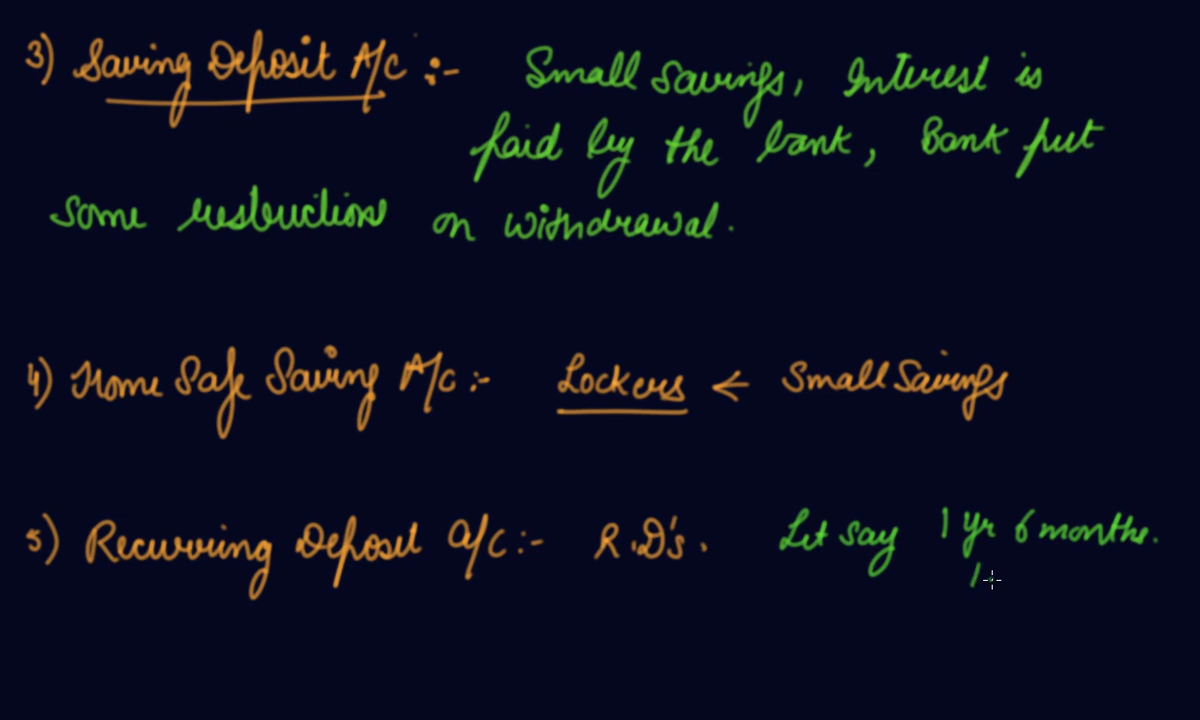 3) Saving Deposit A/c :- Small Savings, Interest is
paid by the bank, Bank put
some restrictions on withdrawal.
4) Home Safe Saving A/c :- Lockers ← Small Savings
5) Recurring Deposit a/c :- R.D's. Let say 1 yr 6 months.